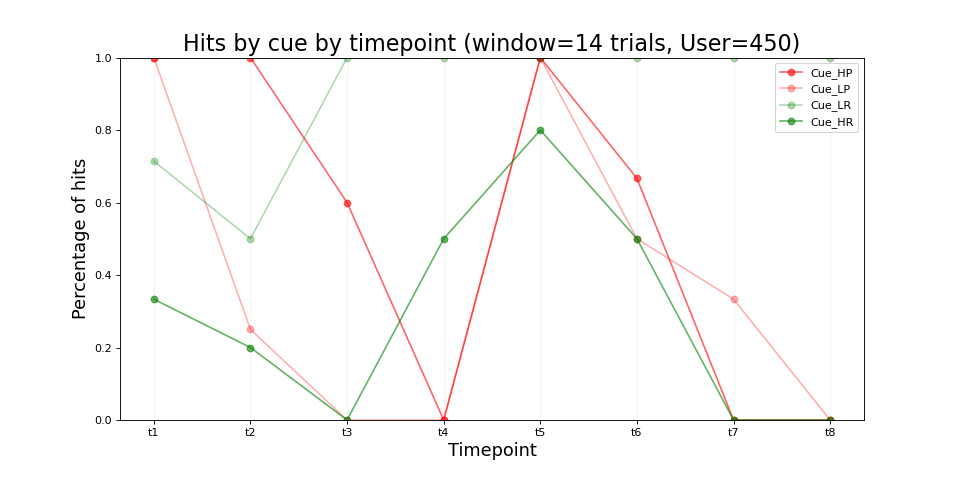 Hits by cue by timepoint (window=14 trials, User=450)
Percentage of hits
1.0
0.8
0.6
0.4
0.2
0.0
Cue_HP
Cue_LP
Cue_LR
Cue_HR
t1 t2 t3 t4 t5 t6 t7 t8
Timepoint